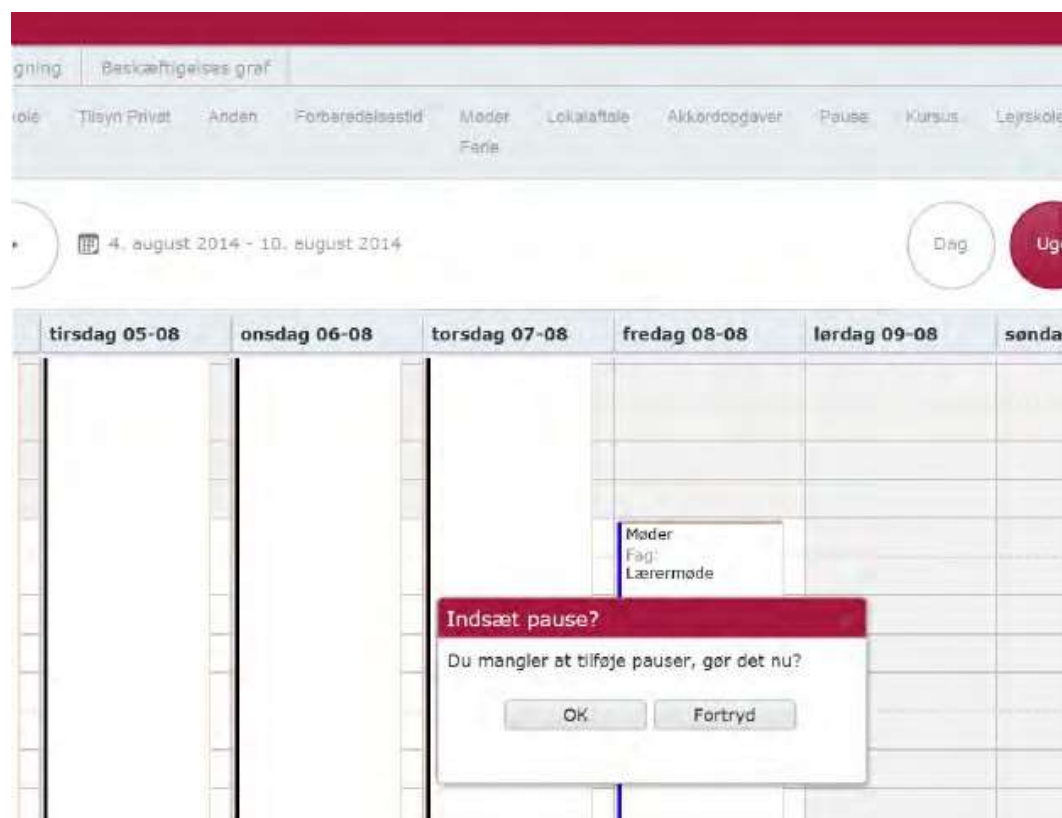 gning Beskæftigelses graf
kole Tilsyn Privat Anden Forberedelsestid Møder Lokalaftale Akkordopgaver Pause Kursus Lejrskole
Ferie
4. august 2014 - 10. august 2014 Dag Uge
tirsdag 05-08 onsdag 06-08 torsdag 07-08 fredag 08-08 lørdag 09-08 sønda
Møder
Fag:
Lærermøde
Indsæt pause?
Du mangler at tilføje pauser, gør det nu?
OK Fortryd